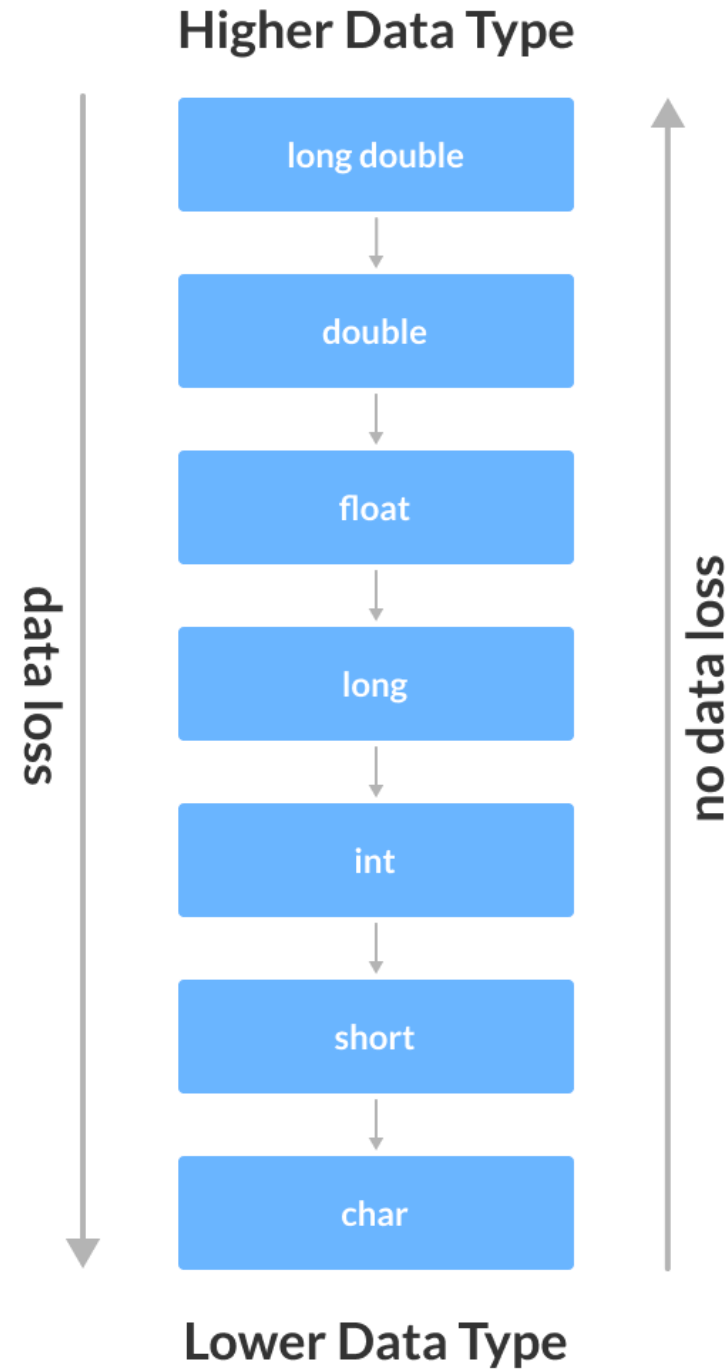 Higher Data Type
long double
double
float
long
int
short
char
data loss
no data loss
Lower Data Type